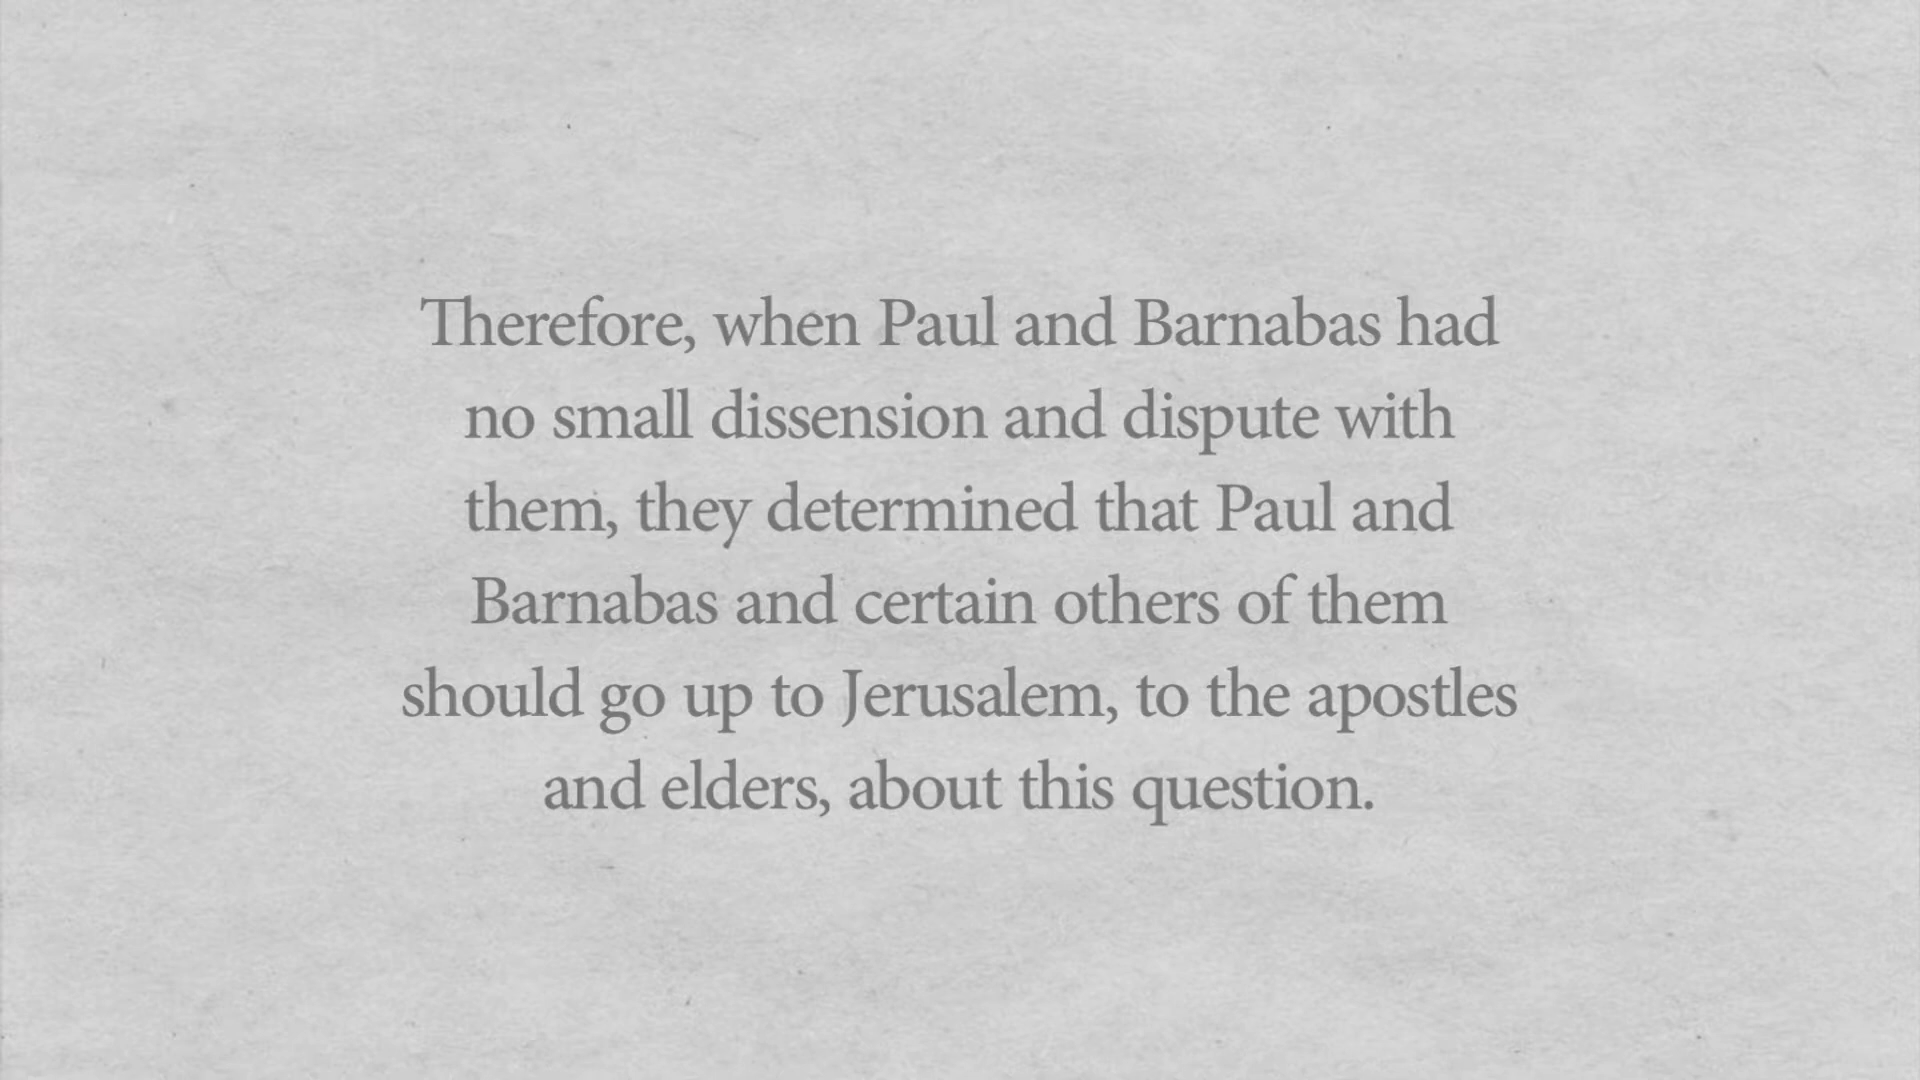 Therefore, when Paul and Barnabas had
no small dissension and dispute with
them, they determined that Paul and
Barnabas and certain others of them
should go up to Jerusalem, to the apostles
and elders, about this question.